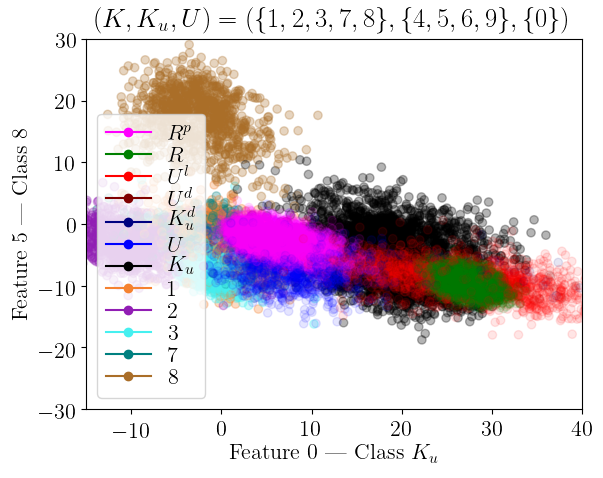 (K, K_u, U) = ({1, 2, 3, 7, 8}, {4, 5, 6, 9}, {0})
Feature 5 — Class 8
30
20
10
0
−10
−20
−30
R^p
R
U^l
U^d
K_u^d
U
K_u
1
2
3
7
8
−10 0 10 20 30 40
Feature 0 — Class K_u